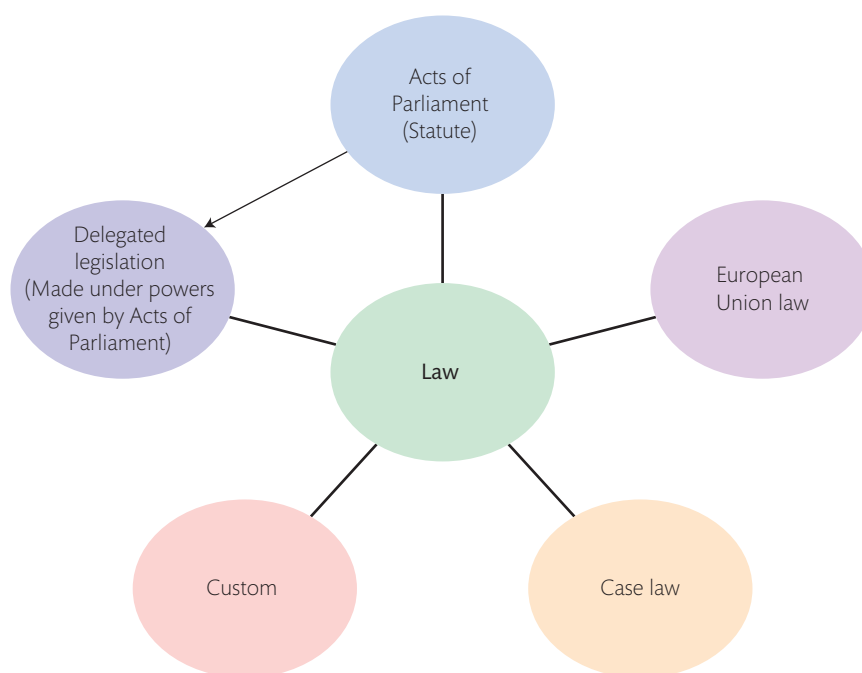 Acts of
Parliament
(Statute)
Delegated
legislation
(Made under powers
given by Acts of
Parliament)
European
Union law
Law
Custom
Case law